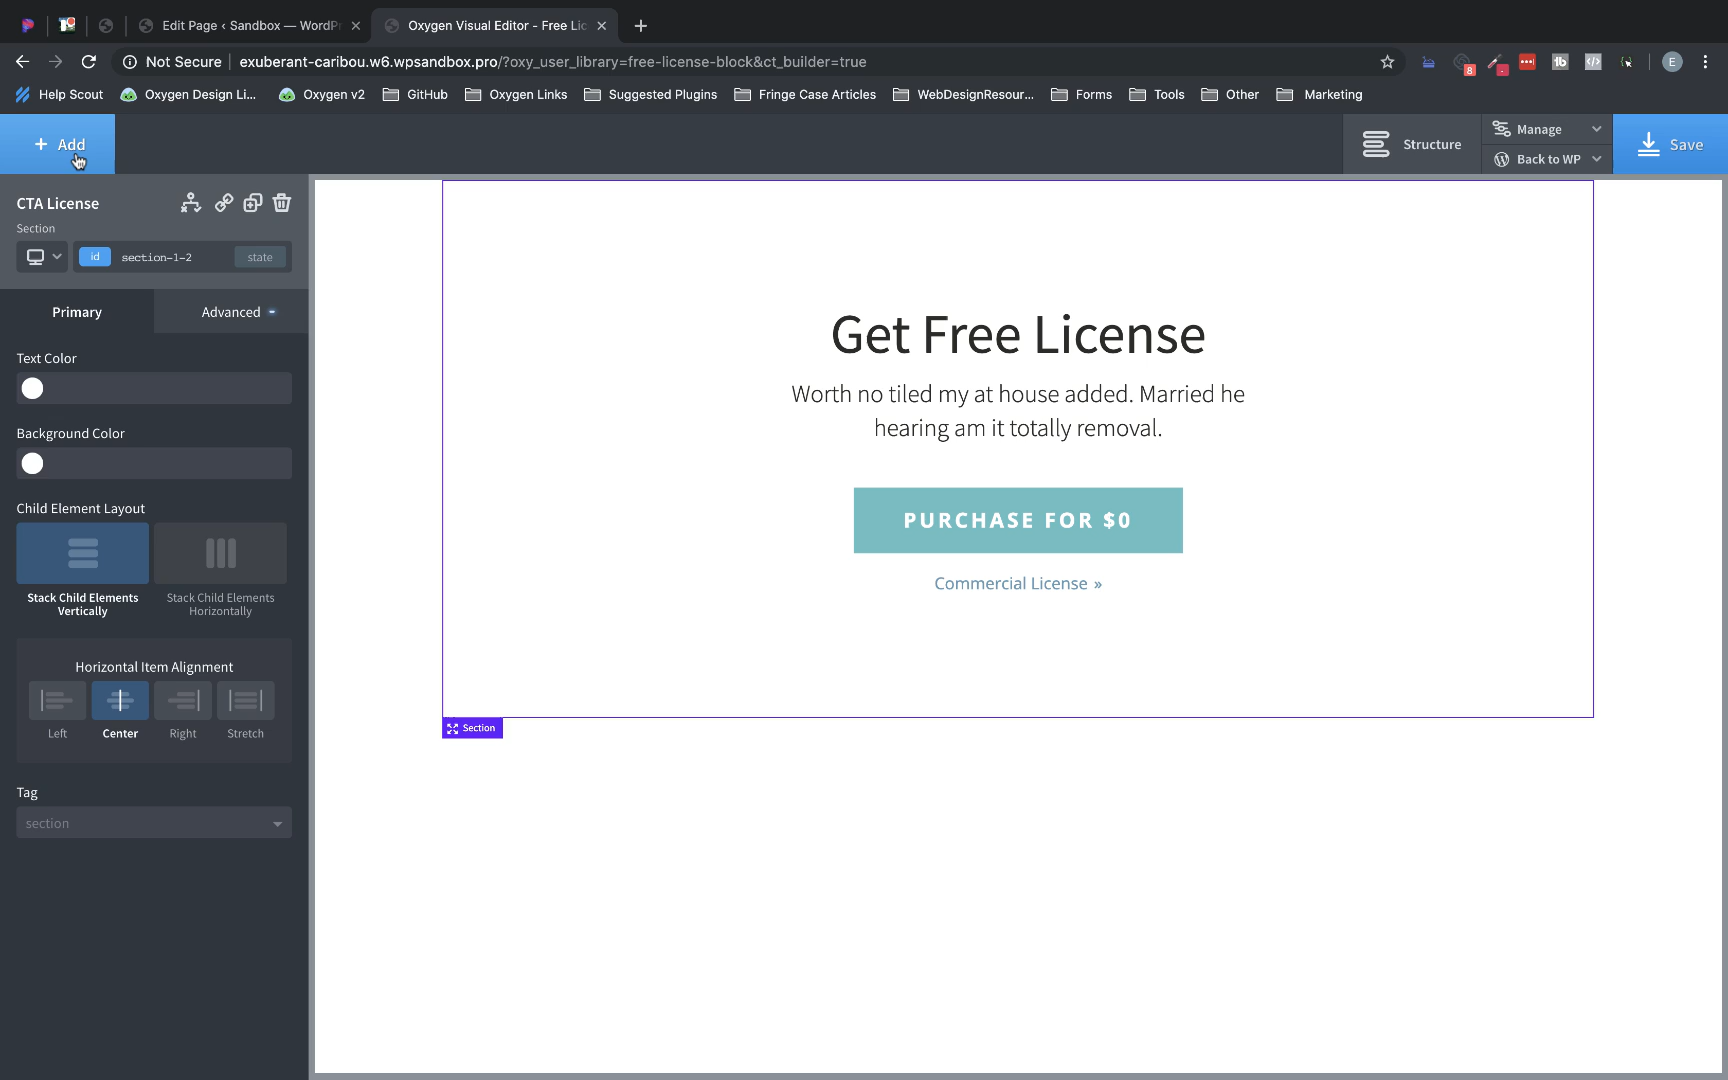 Edit Page ‹ Sandbox — WordPr
Oxygen Visual Editor - Free Lic
Not Secure
exuberant-caribou.w6.wpsandbox.pro/?oxy_user_library=free-license-block&ct_builder=true
8
tb
E
Help Scout
Oxygen Design Li...
Oxygen v2
GitHub
Oxygen Links
Suggested Plugins
Fringe Case Articles
WebDesignResour...
Forms
Tools
Other
Marketing
+ Add
Structure
Manage
Back to WP
Save
CTA License
Section
id
section-1-2
state
Primary
Advanced
Text Color
Background Color
Child Element Layout
Stack Child Elements
Vertically
Stack Child Elements
Horizontally
Horizontal Item Alignment
Left
Center
Right
Stretch
Tag
section
Get Free License
Worth no tiled my at house added. Married he
hearing am it totally removal.
PURCHASE FOR $0
Commercial License »
Section